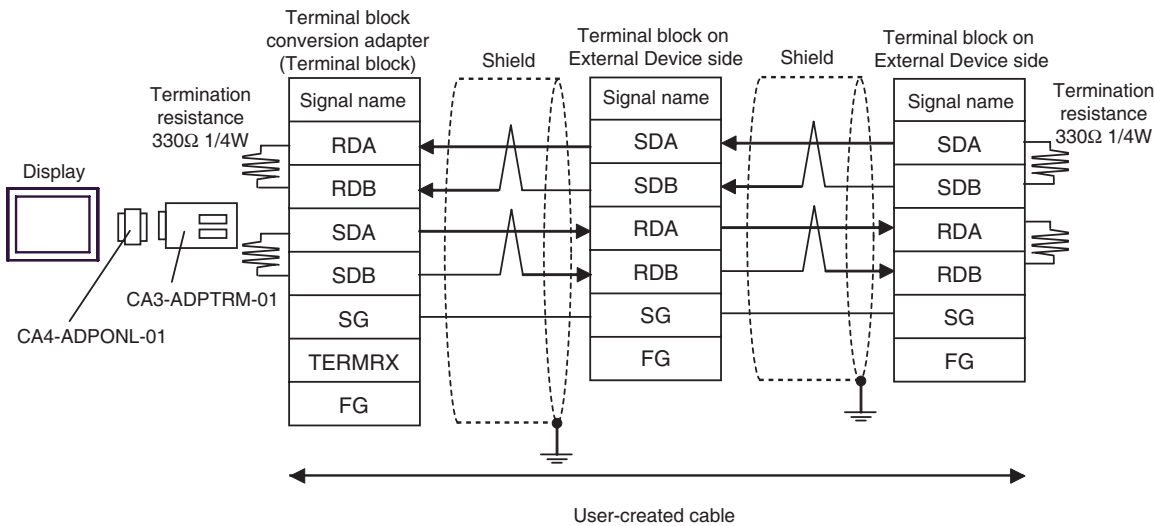 Terminal block
conversion adapter
(Terminal block)
Shield
Terminal block on
External Device side
Shield
Terminal block on
External Device side
Termination
resistance
330Ω 1/4W
Termination
resistance
330Ω 1/4W
Display
CA3-ADPTRM-01
CA4-ADPONL-01
Signal name
RDA
RDB
SDA
SDB
SG
TERMRX
FG
Signal name
SDA
SDB
RDA
RDB
SG
FG
Signal name
SDA
SDB
RDA
RDB
SG
FG
User-created cable